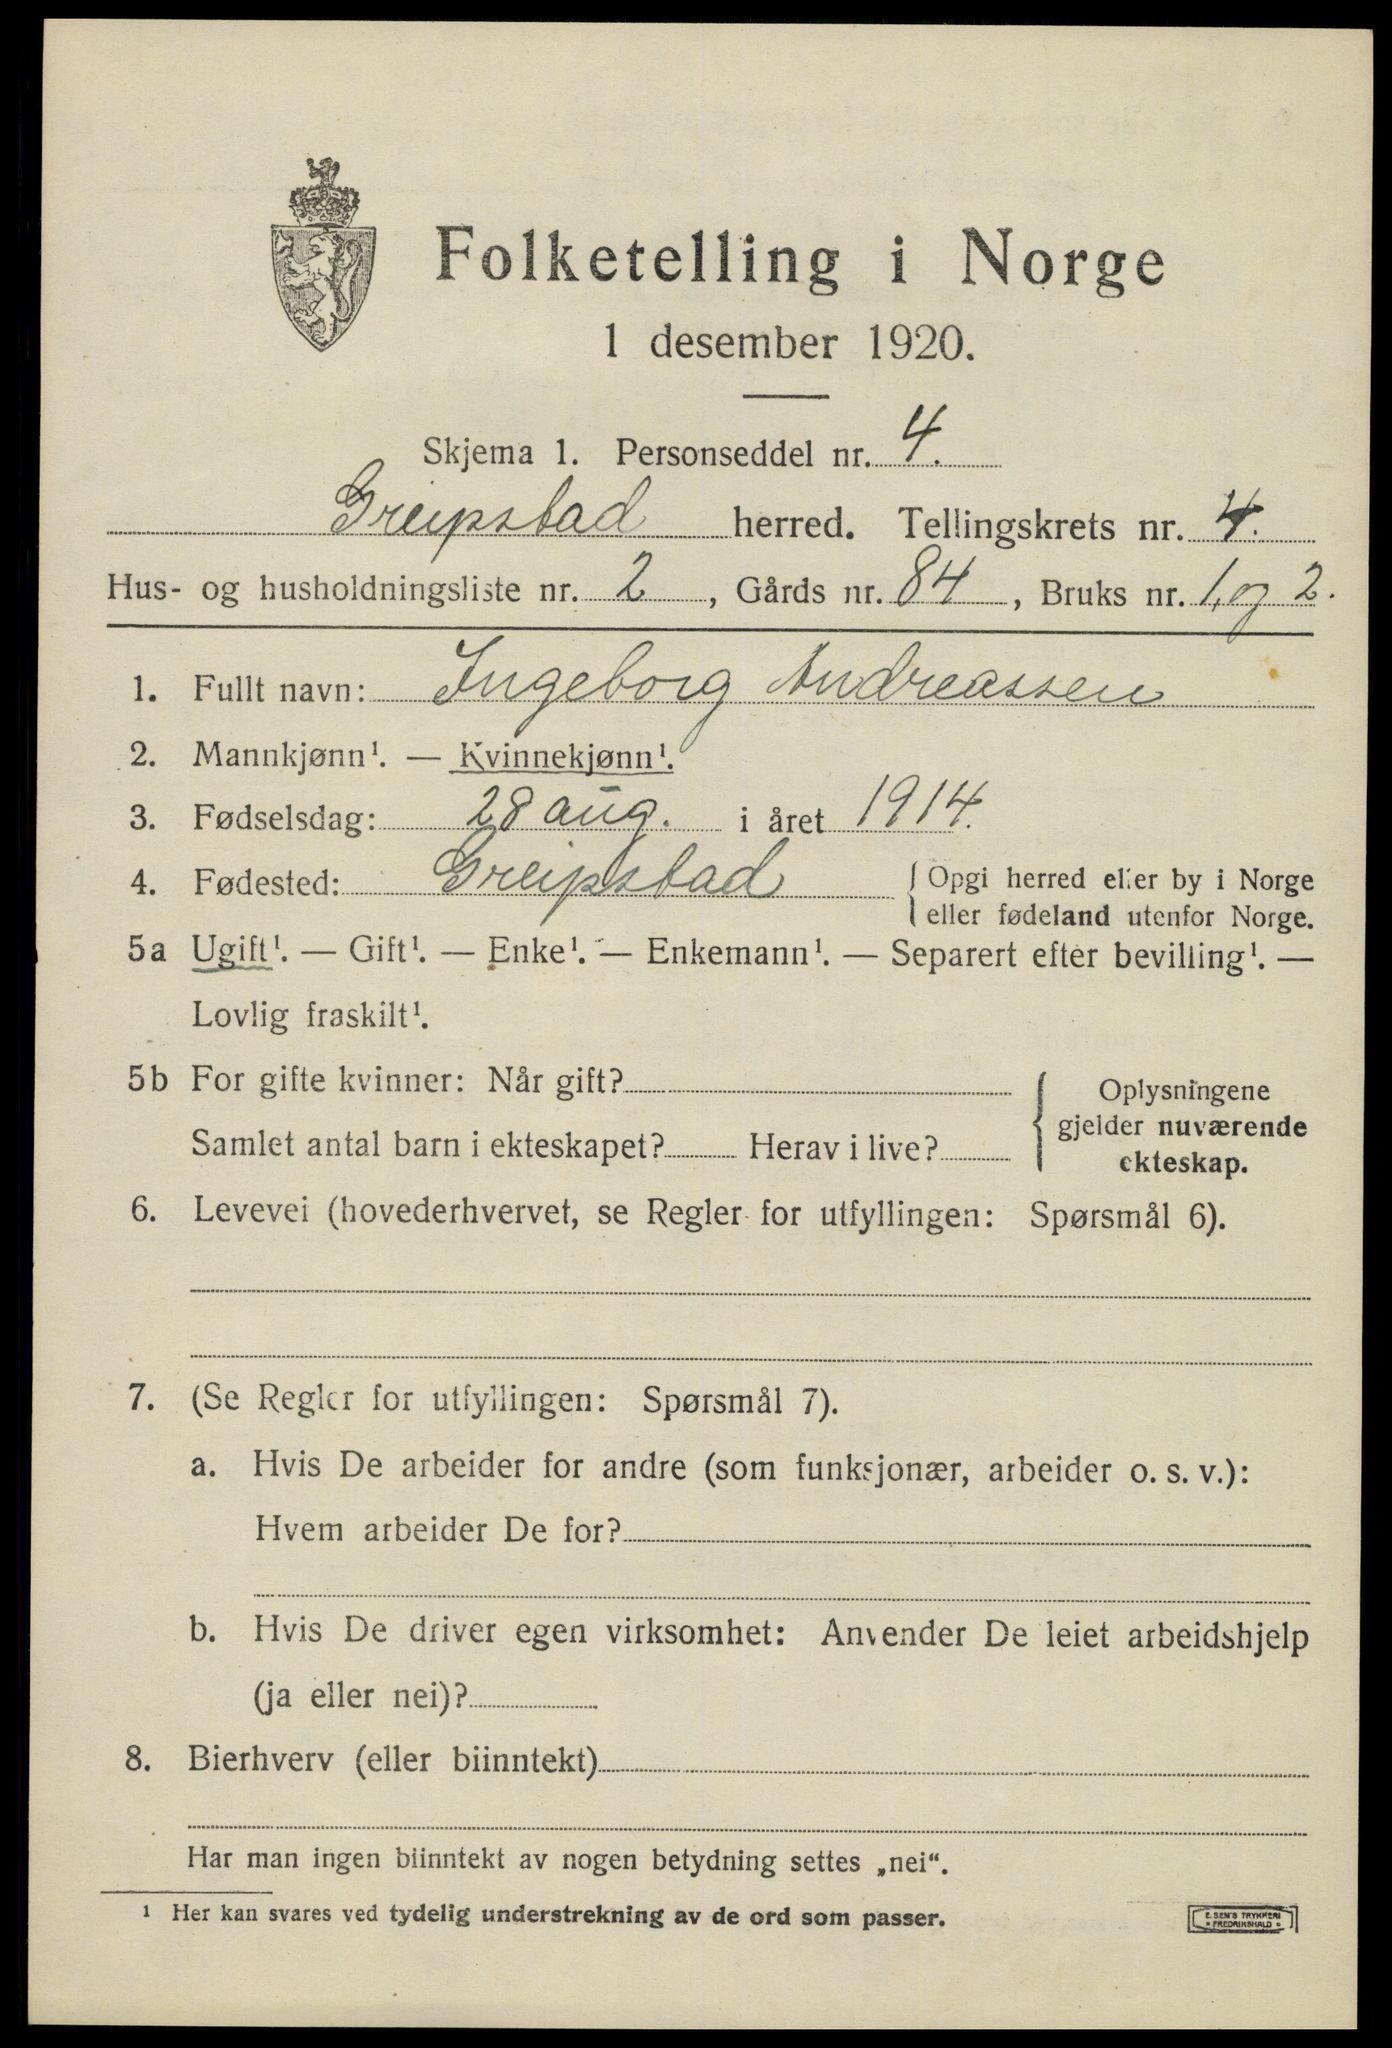 Folketelling i Norge
1 desember 1920.
Skjema 1. Personseddel nr. 4.
Greipstad herred. Tellingskrets nr. 4.
Hus- og husholdningsliste nr. 2, Gårds nr. 84, Bruks nr. 1, og 2.
1. Fullt navn: Ingeborg Andreassen
2. Mannkjønn¹. — Kvinnekjønn¹.
3. Fødselsdag: 28 aug. i året 1914.
4. Fødested: Greipstad { Opgi herred eller by i Norge
eller fødeland utenfor Norge.
5a Ugift¹. — Gift¹. — Enke¹. — Enkemann¹. — Separert efter bevilling¹. —
Lovlig fraskilt¹.
5b For gifte kvinner: Når gift?
Samlet antal barn i ekteskapet? Herav i live?
{ Oplysningene
gjelder nuværende
ekteskap.
6. Levevei (hovederhvervet, se Regler for utfyllingen: Spørsmål 6).
7. (Se Regler for utfyllingen: Spørsmål 7).
a. Hvis De arbeider for andre (som funksjonær, arbeider o. s. v.):
Hvem arbeider De for?
b. Hvis De driver egen virksomhet: Anvender De leiet arbeidshjelp
(ja eller nei)?
8. Bierhverv (eller biinntekt)
Har man ingen biinntekt av nogen betydning settes „nei“.
¹ Her kan svares ved tydelig understrekning av de ord som passer.
E. SEM'S TRYKKERI
• FREDRIKSHALD •